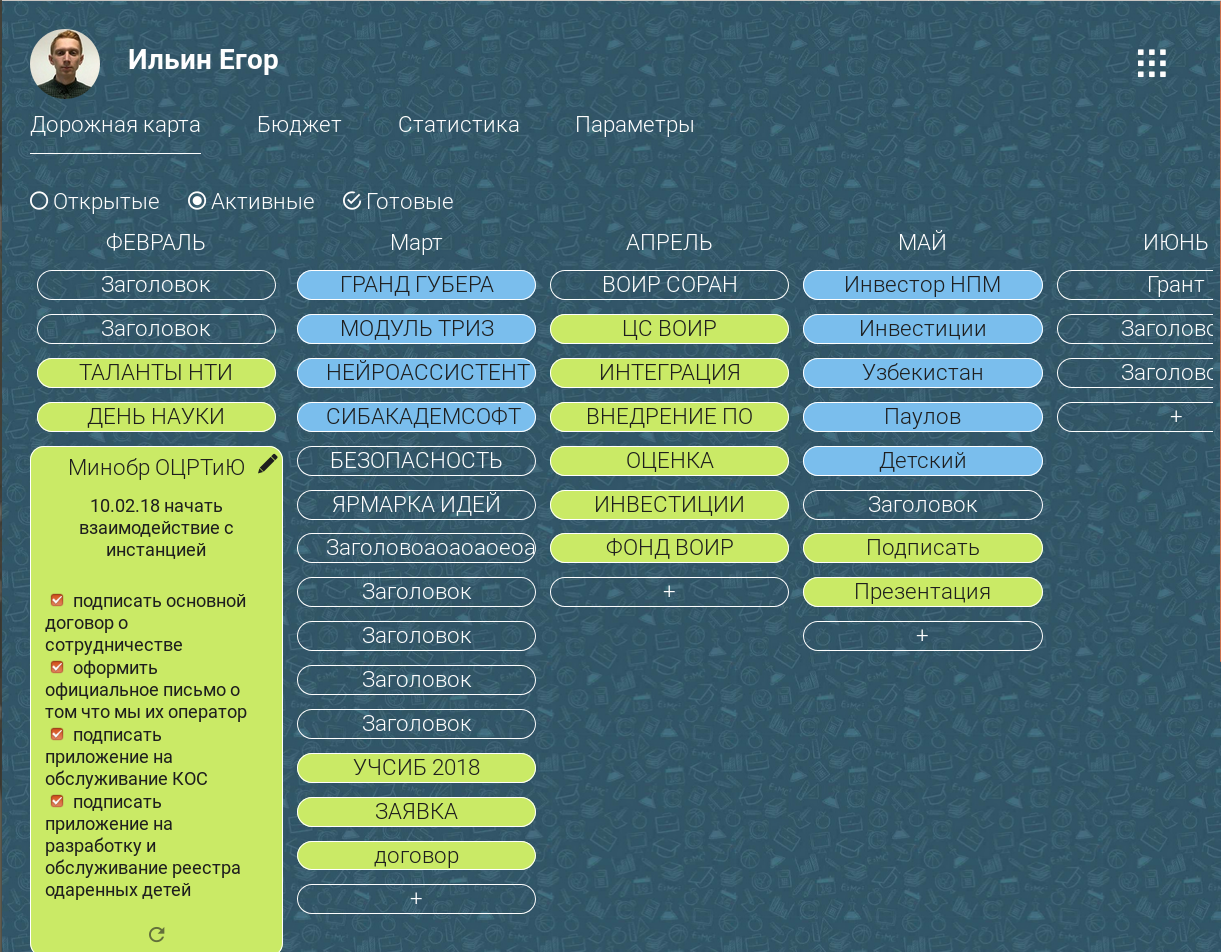 Ильин Егор
Дорожная карта Бюджет Статистика Параметры
Открытые Активные Готовые
ФЕВРАЛЬ
Заголовок
Заголовок
ТАЛАНТЫ НТИ
ДЕНЬ НАУКИ
Минобр ОЦРТиЮ
10.02.18 начать
взаимодействие с
инстанцией
подписать основной
договор о
сотрудничестве
оформить
официальное письмо о
том что мы их оператор
подписать
приложение на
обслуживание КОС
подписать
приложение на
разработку и
обслуживание реестра
одаренных детей
Март
ГРАНД ГУБЕРА
МОДУЛЬ ТРИЗ
НЕЙРОАССИСТЕНТ
СИБАКАДЕМСОФТ
БЕЗОПАСНОСТЬ
ЯРМАРКА ИДЕЙ
Заголовоаоаоаоеоа
Заголовок
Заголовок
Заголовок
Заголовок
УЧСИБ 2018
ЗАЯВКА
договор
+
АПРЕЛЬ
ВОИР СОРАН
ЦС ВОИР
ИНТЕГРАЦИЯ
ВНЕДРЕНИЕ ПО
ОЦЕНКА
ИНВЕСТИЦИИ
ФОНД ВОИР
+
МАЙ
Инвестор НПМ
Инвестиции
Узбекистан
Паулов
Детский
Заголовок
Подписать
Презентация
+
ИЮНЬ
Грант
Заголово
Заголово
+